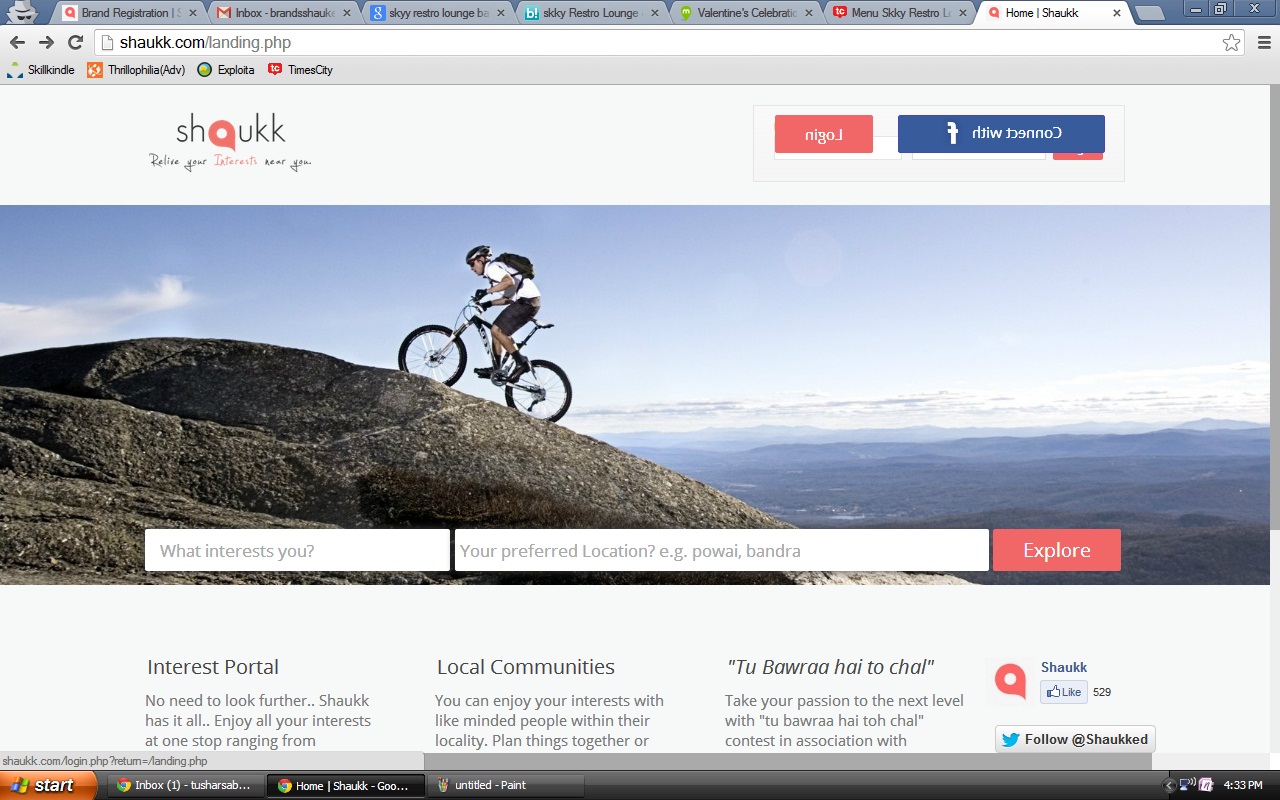 Brand Registration | S
Inbox - brandsshauk
skyy restro lounge ba
skky Restro Lounge
Valentine's Celebratio
Menu Skky Restro L
Home | Shaukk
shaukk.com/landing.php
Skillkindle
Thrillophilia(Adv)
Exploita
TimesCity
shaukk
Relive your Interests near you.
Login
Connect with
What interests you?
Your preferred Location? e.g. powai, bandra
Explore
Interest Portal
No need to look further.. Shaukk
has it all.. Enjoy all your interests
at one stop ranging from
Local Communities
You can enjoy your interests with
like minded people within their
locality. Plan things together or
"Tu Bawraa hai to chal"
Take your passion to the next level
with "tu bawraa hai toh chal"
contest in association with
Shaukk
Like 529
Follow @Shaukked
shaukk.com/login.php?return=/landing.php
start
Inbox (1) - tusharsab...
Home | Shaukk - Goo...
untitled - Paint
4:33 PM